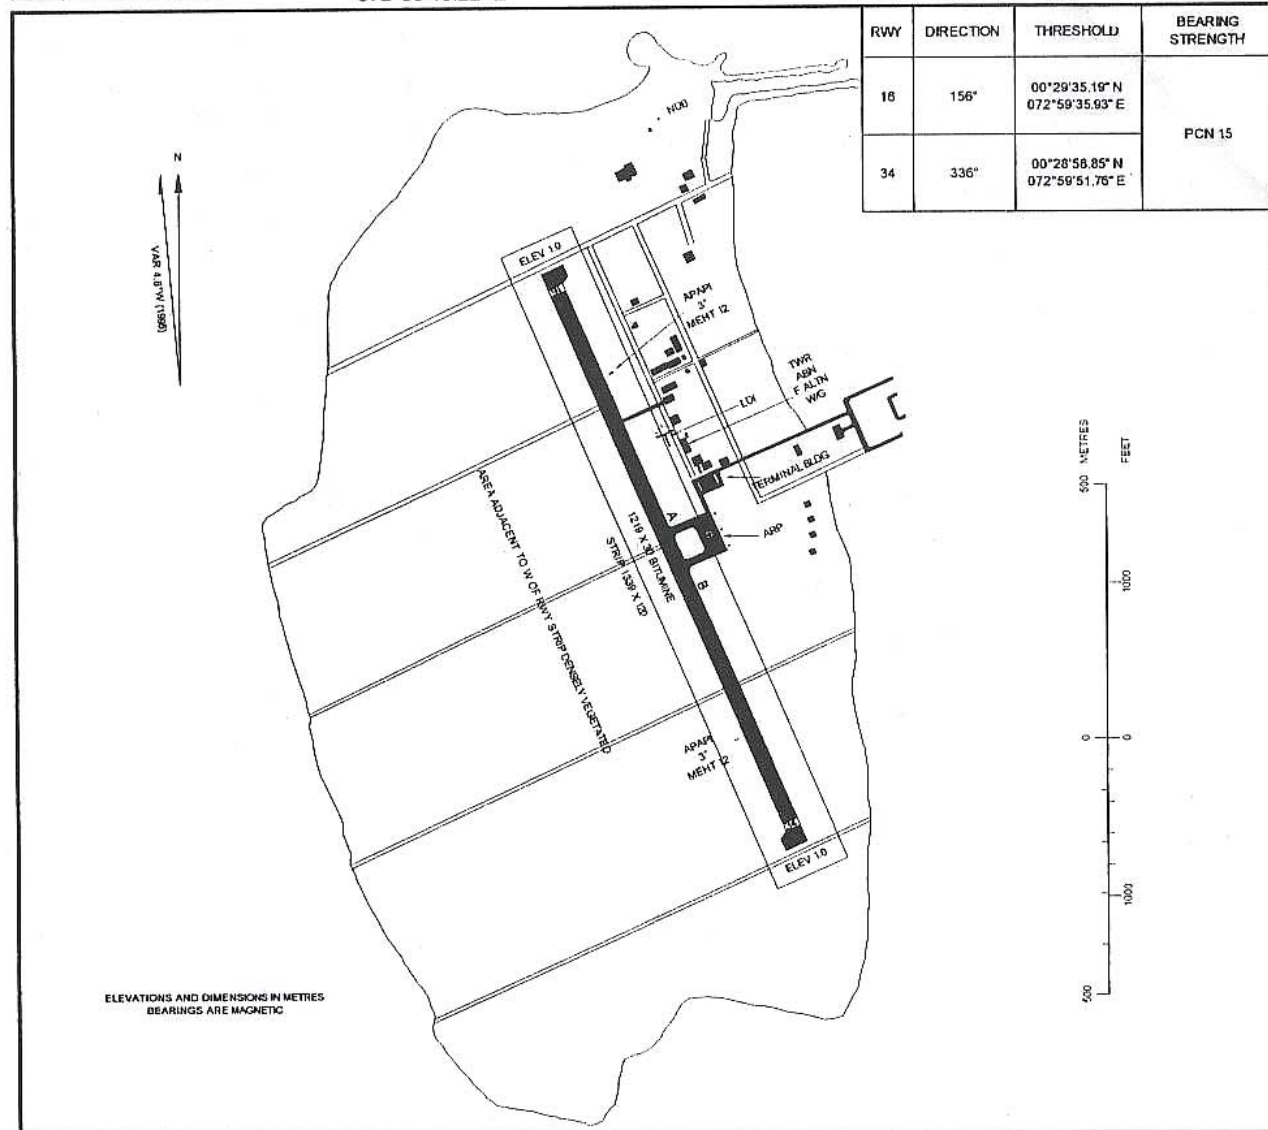 RWY DIRECTION THRESHOLD BEARING STRENGTH
16 156° 00°29'35.19" N
072°59'35.93" E
PCN 15
34 336° 00°28'56.85" N
072°59'51.76" E
N
VAR 4.8°W (1998)
NDB
ELEV 1.0
APAPI
3°
MEHT 12
TWR
ABN
F ALTN
W/G
LDI
TERMINAL BLDG
ARP
A
B
1219 X 30 BITUMINE
STRIP 1339 X 120
AREA ADJACENT TO W OF RWY STRIP DENSELY VEGETATED
APAPI
3°
MEHT 12
ELEV 1.0
METRES
FEET
500
1000
0
0
1000
500
ELEVATIONS AND DIMENSIONS IN METRES
BEARINGS ARE MAGNETIC